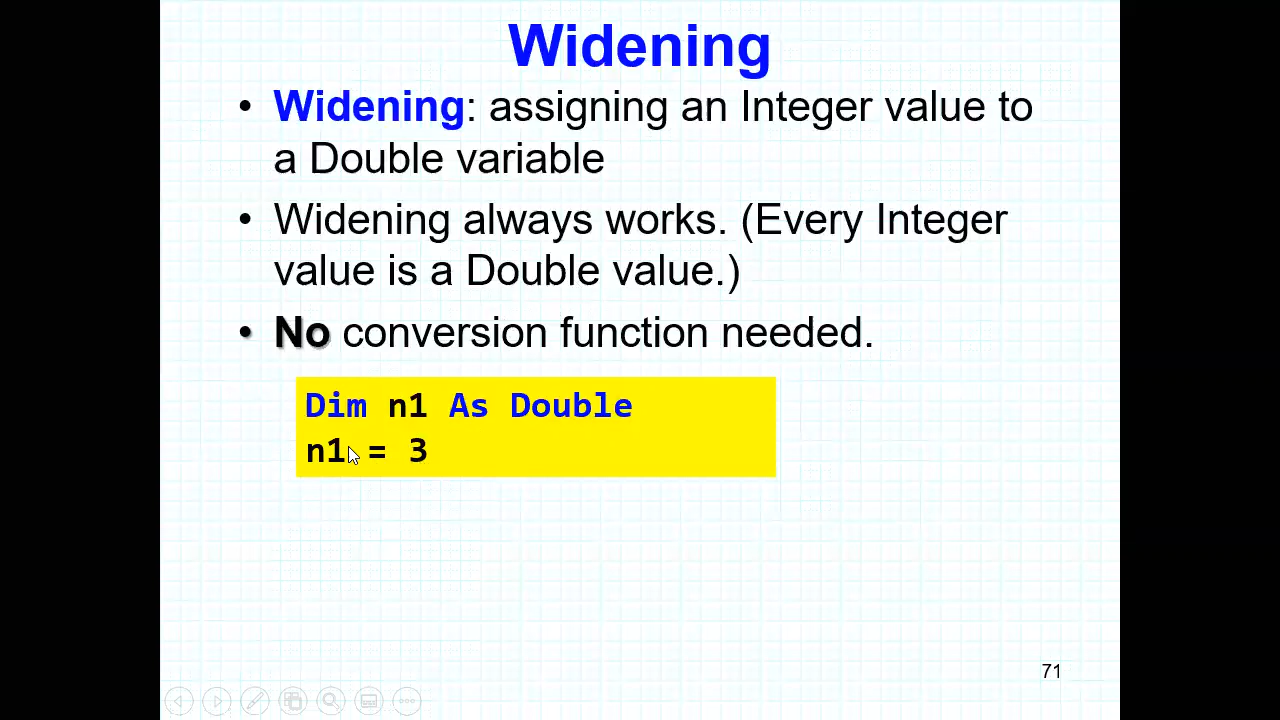 Widening
• Widening: assigning an Integer value to
a Double variable
• Widening always works. (Every Integer
value is a Double value.)
• No conversion function needed.
Dim n1 As Double
n1 = 3
71